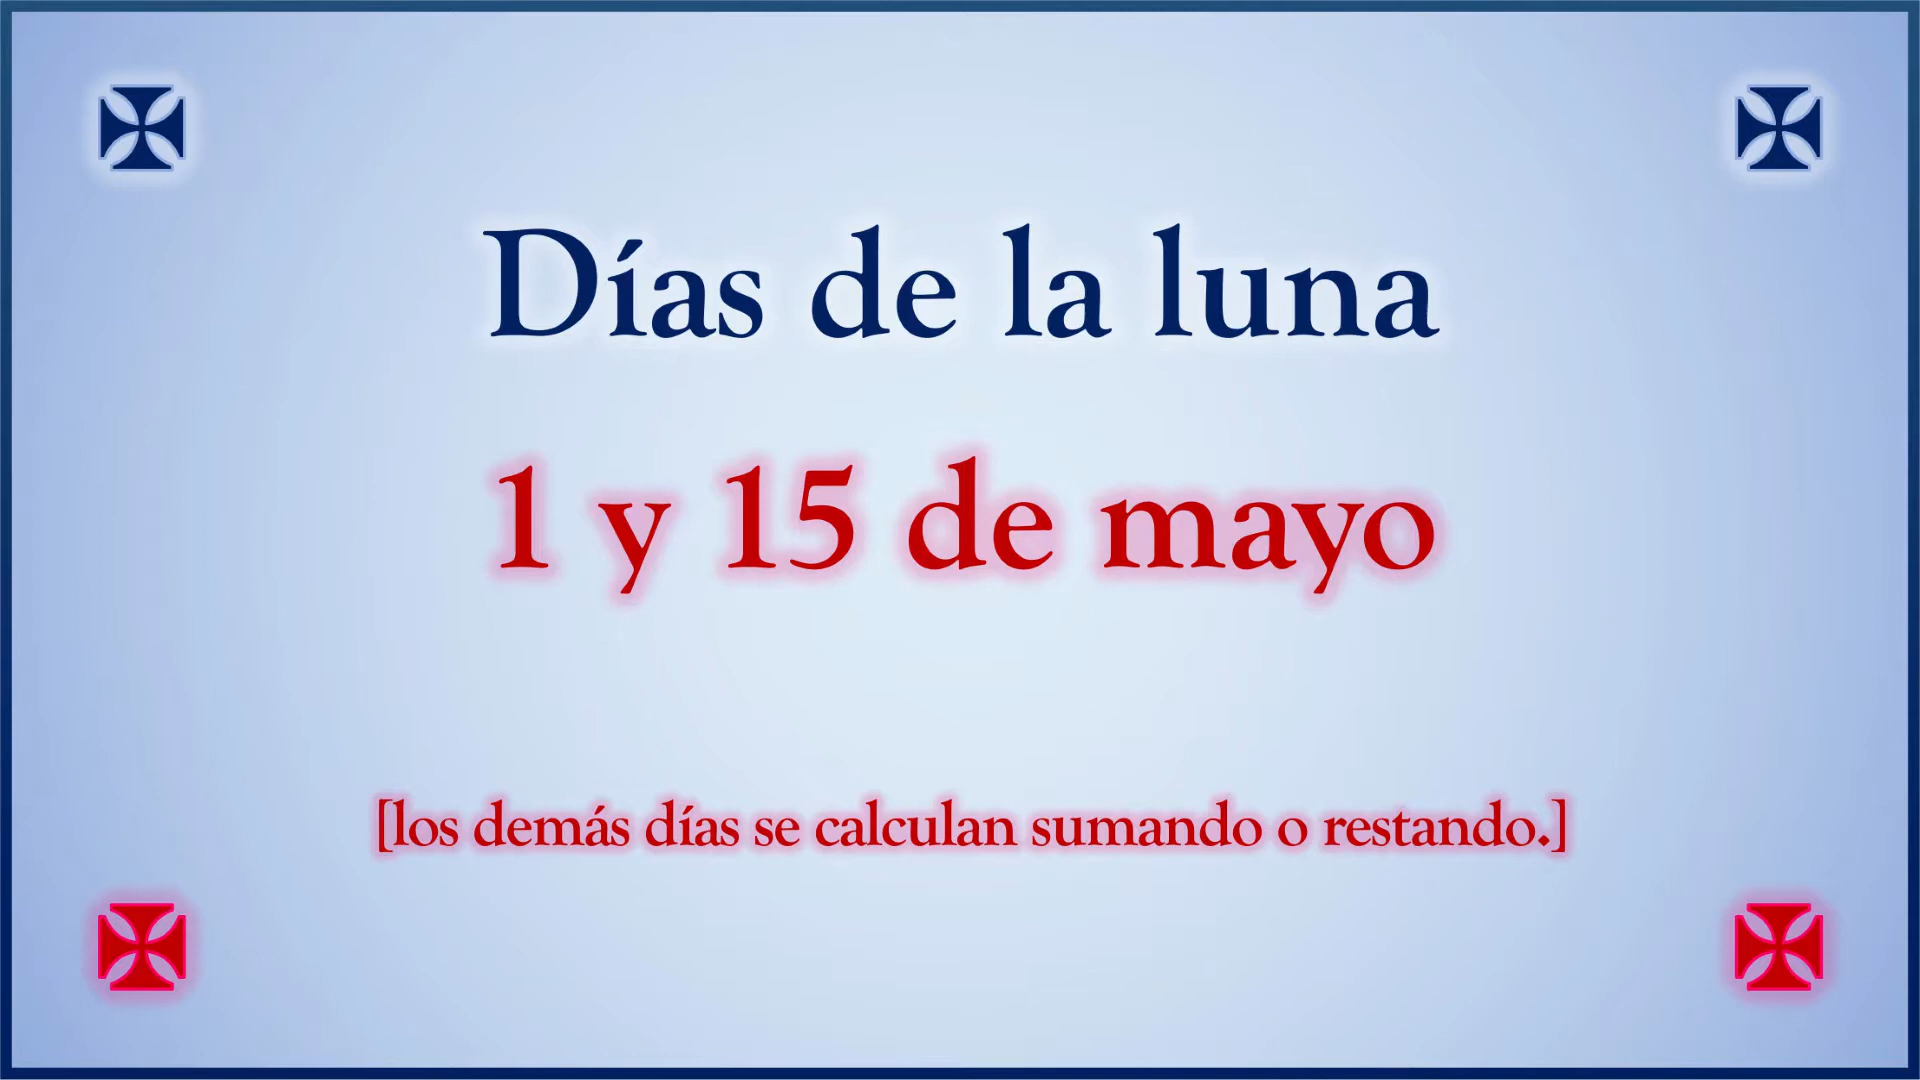 Días de la luna
1 y 15 de mayo
[los demás días se calculan sumando o restando.]